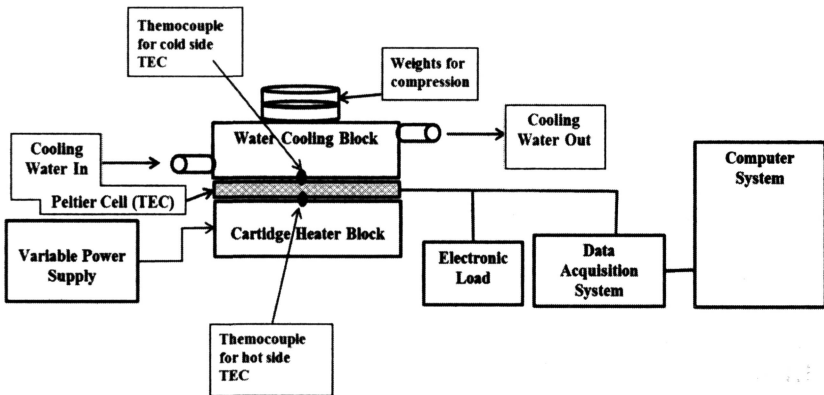 Themocouple
for cold side
TEC
Weights for
compression
Cooling
Water In
Water Cooling Block
Cooling
Water Out
Computer
System
Peltier Cell (TEC)
Cartidge Heater Block
Variable Power
Supply
Electronic
Load
Data
Acquisition
System
Themocouple
for hot side
TEC